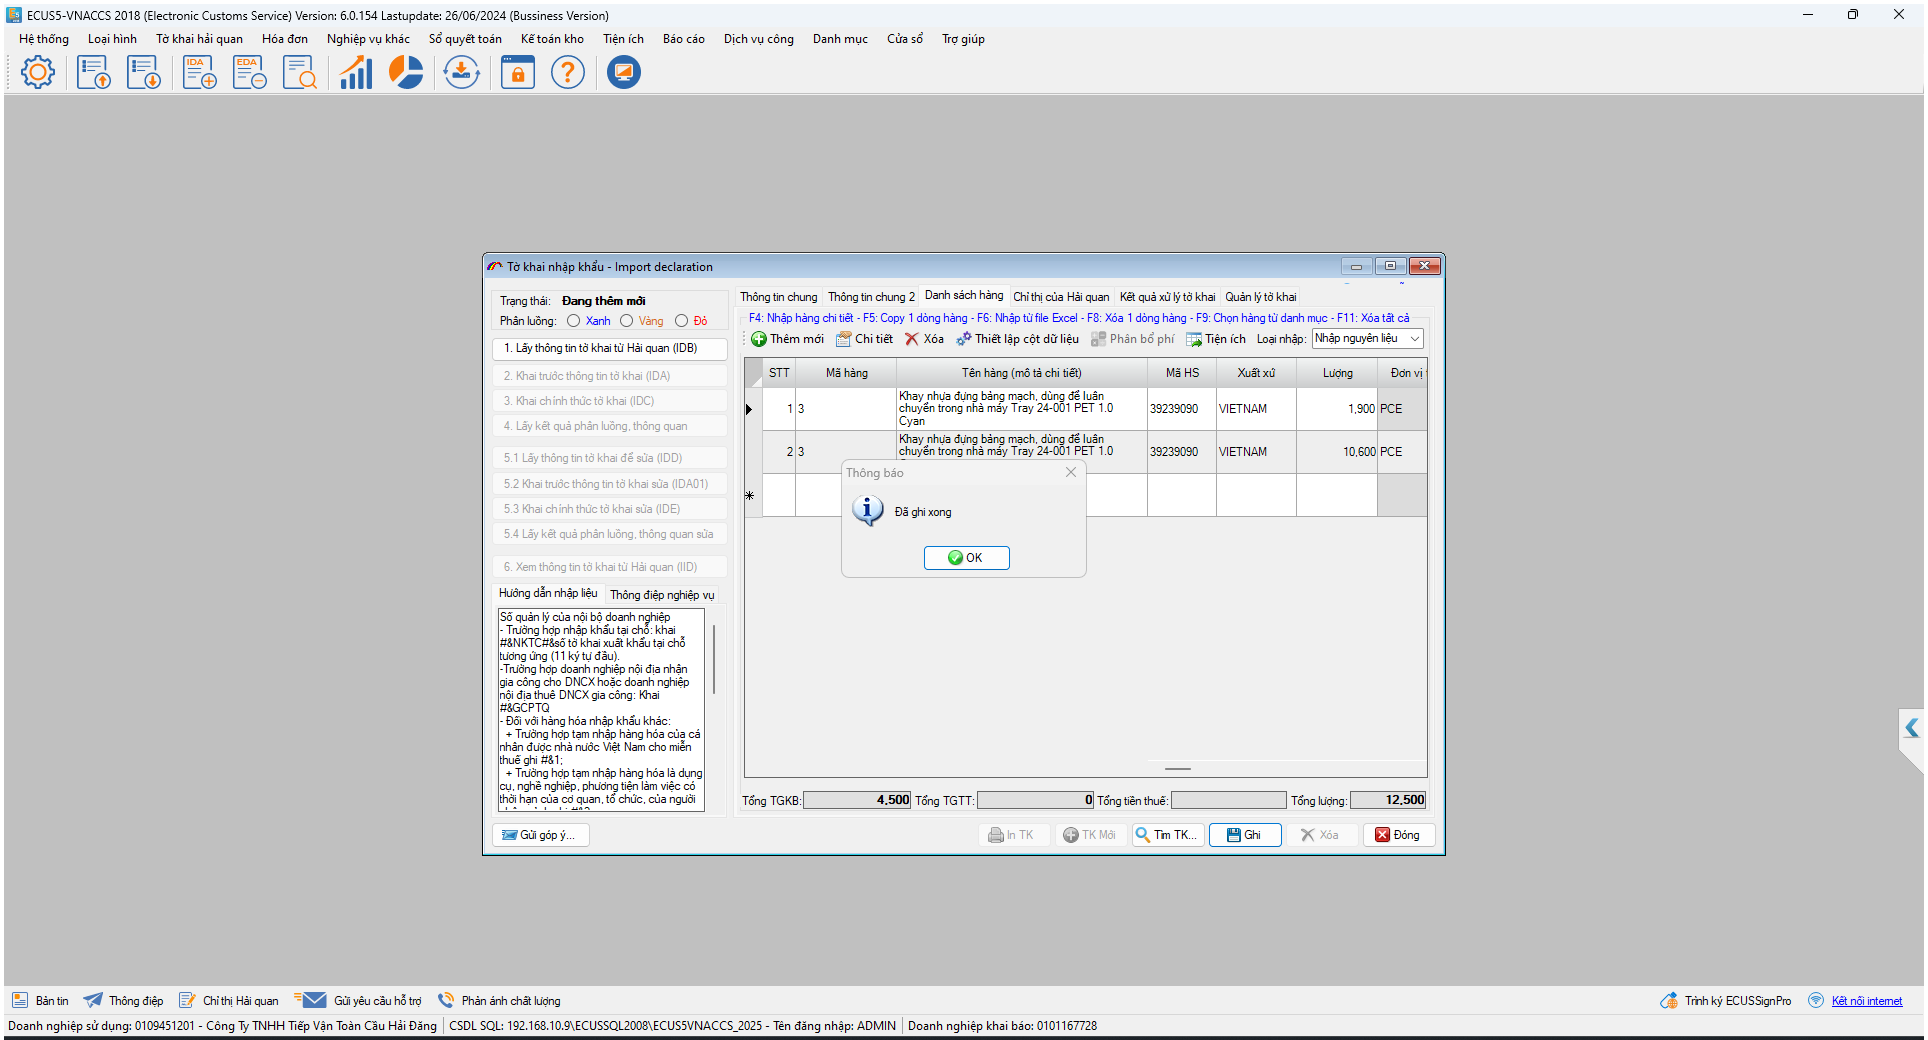 ECUS5-VNACCS 2018 (Electronic Customs Service) Version: 6.0.154 Lastupdate: 26/06/2024 (Bussiness Version)
Hệ thống Loại hình Tờ khai hải quan Hóa đơn Nghiệp vụ khác Sổ quyết toán Kế toán kho Tiện ích Báo cáo Dịch vụ công Danh mục Cửa sổ Trợ giúp
IDA EDA
Tờ khai nhập khẩu - Import declaration
Trạng thái: Đang thêm mới
Phân luồng: Xanh Vàng Đỏ
1. Lấy thông tin tờ khai từ Hải quan (IDB)
2. Khai trước thông tin tờ khai (IDA)
3. Khai chính thức tờ khai (IDC)
4. Lấy kết quả phân luồng, thông quan
5.1 Lấy thông tin tờ khai để sửa (IDD)
5.2 Khai trước thông tin tờ khai sửa (IDA01)
5.3 Khai chính thức tờ khai sửa (IDE)
5.4 Lấy kết quả phân luồng, thông quan sửa
6. Xem thông tin tờ khai từ Hải quan (IID)
Hướng dẫn nhập liệu Thông điệp nghiệp vụ
Số quản lý của nội bộ doanh nghiệp
- Trường hợp nhập khẩu tại chỗ: khai
#&NKTC#&số tờ khai xuất khẩu tại chỗ
tương ứng (11 ký tự đầu).
-Trường hợp doanh nghiệp nội địa nhận
gia công cho DNCX hoặc doanh nghiệp
nội địa thuê DNCX gia công: Khai
#&GCPTQ
- Đối với hàng hóa nhập khẩu khác:
+ Trường hợp tạm nhập hàng hóa của cá
nhân được nhà nước Việt Nam cho miễn
thuế ghi #&1;
+ Trường hợp tạm nhập hàng hóa là dụng
cụ, nghề nghiệp, phương tiện làm việc có
thời hạn của cơ quan, tổ chức, của người
Thông tin chung Thông tin chung 2 Danh sách hàng Chỉ thị của Hải quan Kết quả xử lý tờ khai Quản lý tờ khai
F4: Nhập hàng chi tiết - F5: Copy 1 dòng hàng - F6: Nhập từ file Excel - F8: Xóa 1 dòng hàng - F9: Chọn hàng từ danh mục - F11: Xóa tất cả
Thêm mới Chi tiết Xóa Thiết lập cột dữ liệu Phân bổ phí Tiện ích Loại nhập: Nhập nguyên liệu
STT Mã hàng Tên hàng (mô tả chi tiết) Mã HS Xuất xứ Lượng Đơn vị
1 3 Khay nhựa đựng bảng mạch, dùng để luân chuyển trong nhà máy Tray 24-001 PET 1.0 Cyan 39239090 VIETNAM 1,900 PCE
2 3 Khay nhựa đựng bảng mạch, dùng để luân chuyển trong nhà máy Tray 24-001 PET 1.0 39239090 VIETNAM 10,600 PCE
Thông báo
Đã ghi xong
OK
Tổng TGKB: 4,500 Tổng TGTT: 0 Tổng tiền thuế: Tổng lượng: 12,500
Gửi góp ý... In TK TK Mới Tìm TK... Ghi Xóa Đóng
Bản tin Thông điệp Chỉ thị Hải quan Gửi yêu cầu hỗ trợ Phản ánh chất lượng Trình ký ECUSSignPro Kết nối internet
Doanh nghiệp sử dụng: 0109451201 - Công Ty TNHH Tiếp Vận Toàn Cầu Hải Đăng CSDL SQL: 192.168.10.9\ECUSSQL2008\ECUS5VNACCS_2025 - Tên đăng nhập: ADMIN Doanh nghiệp khai báo: 0101167728